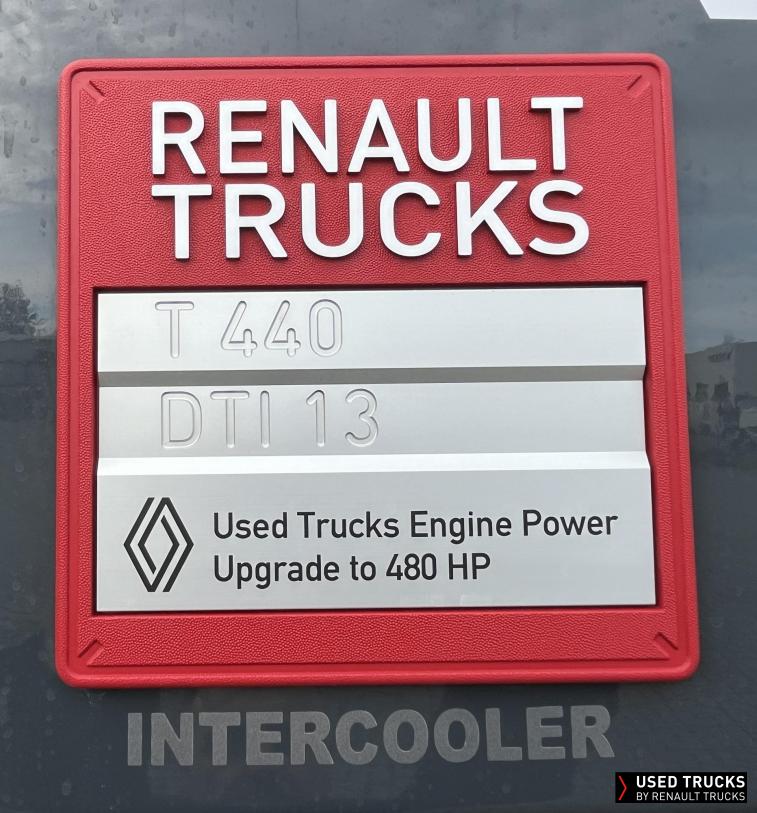 RENAULT
TRUCKS
T 440
DTI 13
Used Trucks Engine Power
Upgrade to 480 HP
INTERCOOLER
USED TRUCKS
BY RENAULT TRUCKS